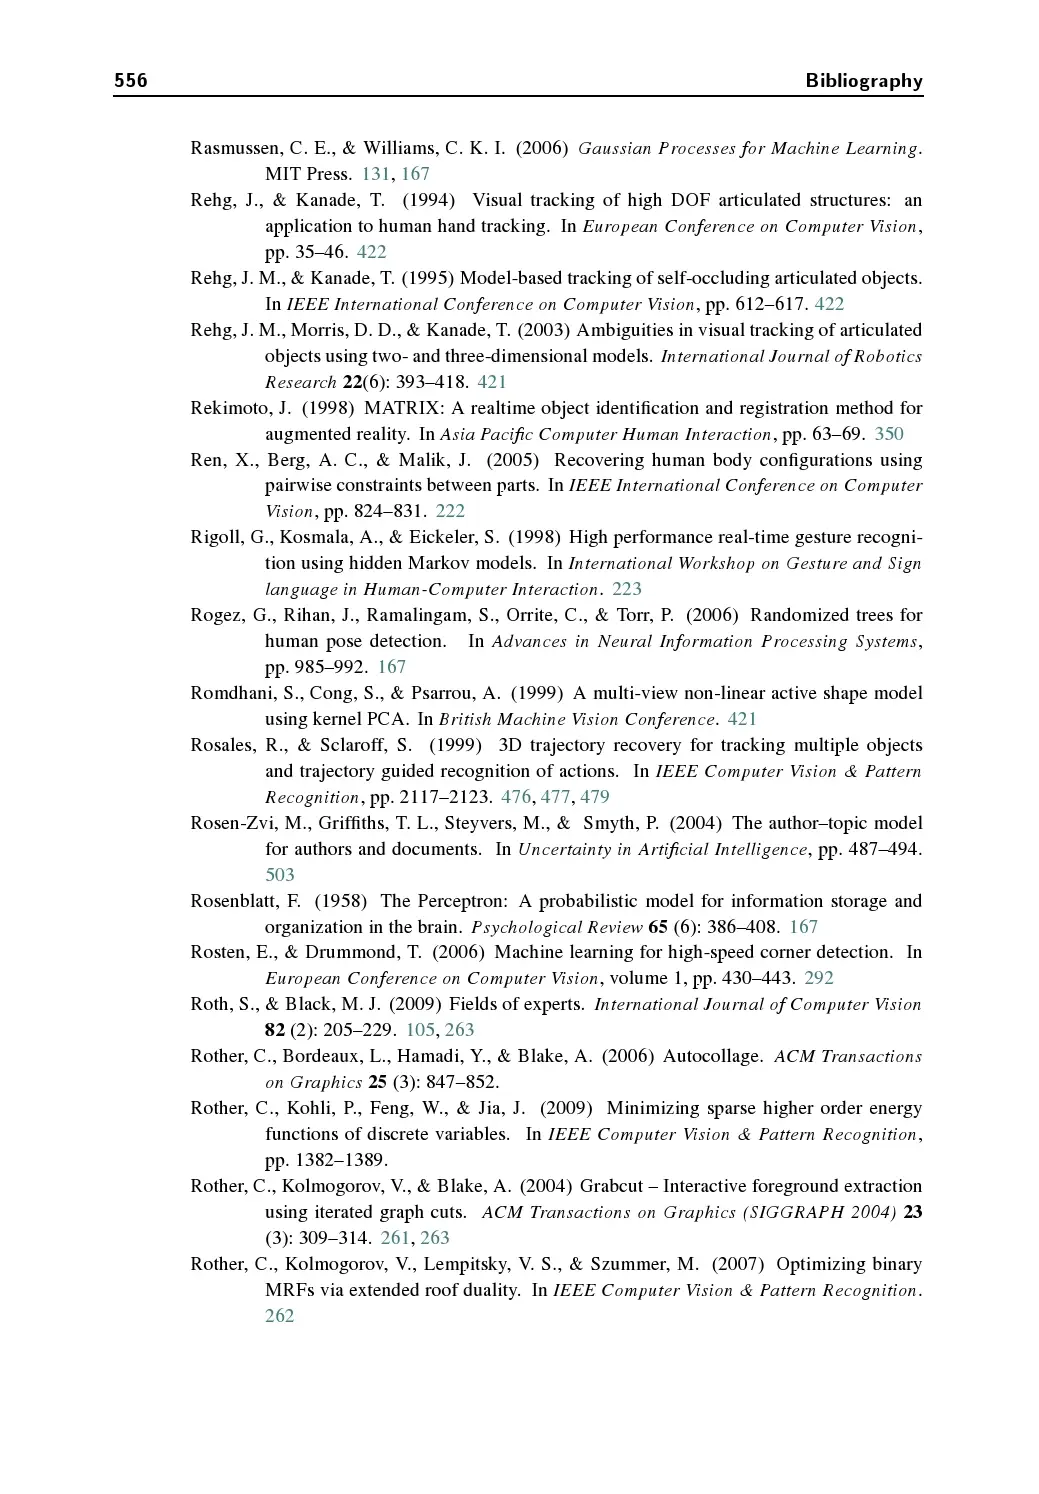 556 Bibliography
Rasmussen, C. E., & Williams, C. K. I. (2006) Gaussian Processes for Machine Learning.
MIT Press. 131, 167
Rehg, J., & Kanade, T. (1994) Visual tracking of high DOF articulated structures: an
application to human hand tracking. In European Conference on Computer Vision,
pp. 35–46. 422
Rehg, J. M., & Kanade, T. (1995) Model-based tracking of self-occluding articulated objects.
In IEEE International Conference on Computer Vision, pp. 612–617. 422
Rehg, J. M., Morris, D. D., & Kanade, T. (2003) Ambiguities in visual tracking of articulated
objects using two- and three-dimensional models. International Journal of Robotics
Research 22(6): 393–418. 421
Rekimoto, J. (1998) MATRIX: A realtime object identification and registration method for
augmented reality. In Asia Pacific Computer Human Interaction, pp. 63–69. 350
Ren, X., Berg, A. C., & Malik, J. (2005) Recovering human body configurations using
pairwise constraints between parts. In IEEE International Conference on Computer
Vision, pp. 824–831. 222
Rigoll, G., Kosmala, A., & Eickeler, S. (1998) High performance real-time gesture recogni-
tion using hidden Markov models. In International Workshop on Gesture and Sign
language in Human-Computer Interaction. 223
Rogez, G., Rihan, J., Ramalingam, S., Orrite, C., & Torr, P. (2006) Randomized trees for
human pose detection. In Advances in Neural Information Processing Systems,
pp. 985–992. 167
Romdhani, S., Cong, S., & Psarrou, A. (1999) A multi-view non-linear active shape model
using kernel PCA. In British Machine Vision Conference. 421
Rosales, R., & Sclaroff, S. (1999) 3D trajectory recovery for tracking multiple objects
and trajectory guided recognition of actions. In IEEE Computer Vision & Pattern
Recognition, pp. 2117–2123. 476, 477, 479
Rosen-Zvi, M., Griffiths, T. L., Steyvers, M., & Smyth, P. (2004) The author–topic model
for authors and documents. In Uncertainty in Artificial Intelligence, pp. 487–494.
503
Rosenblatt, F. (1958) The Perceptron: A probabilistic model for information storage and
organization in the brain. Psychological Review 65 (6): 386–408. 167
Rosten, E., & Drummond, T. (2006) Machine learning for high-speed corner detection. In
European Conference on Computer Vision, volume 1, pp. 430–443. 292
Roth, S., & Black, M. J. (2009) Fields of experts. International Journal of Computer Vision
82 (2): 205–229. 105, 263
Rother, C., Bordeaux, L., Hamadi, Y., & Blake, A. (2006) Autocollage. ACM Transactions
on Graphics 25 (3): 847–852.
Rother, C., Kohli, P., Feng, W., & Jia, J. (2009) Minimizing sparse higher order energy
functions of discrete variables. In IEEE Computer Vision & Pattern Recognition,
pp. 1382–1389.
Rother, C., Kolmogorov, V., & Blake, A. (2004) Grabcut – Interactive foreground extraction
using iterated graph cuts. ACM Transactions on Graphics (SIGGRAPH 2004) 23
(3): 309–314. 261, 263
Rother, C., Kolmogorov, V., Lempitsky, V. S., & Szummer, M. (2007) Optimizing binary
MRFs via extended roof duality. In IEEE Computer Vision & Pattern Recognition.
262